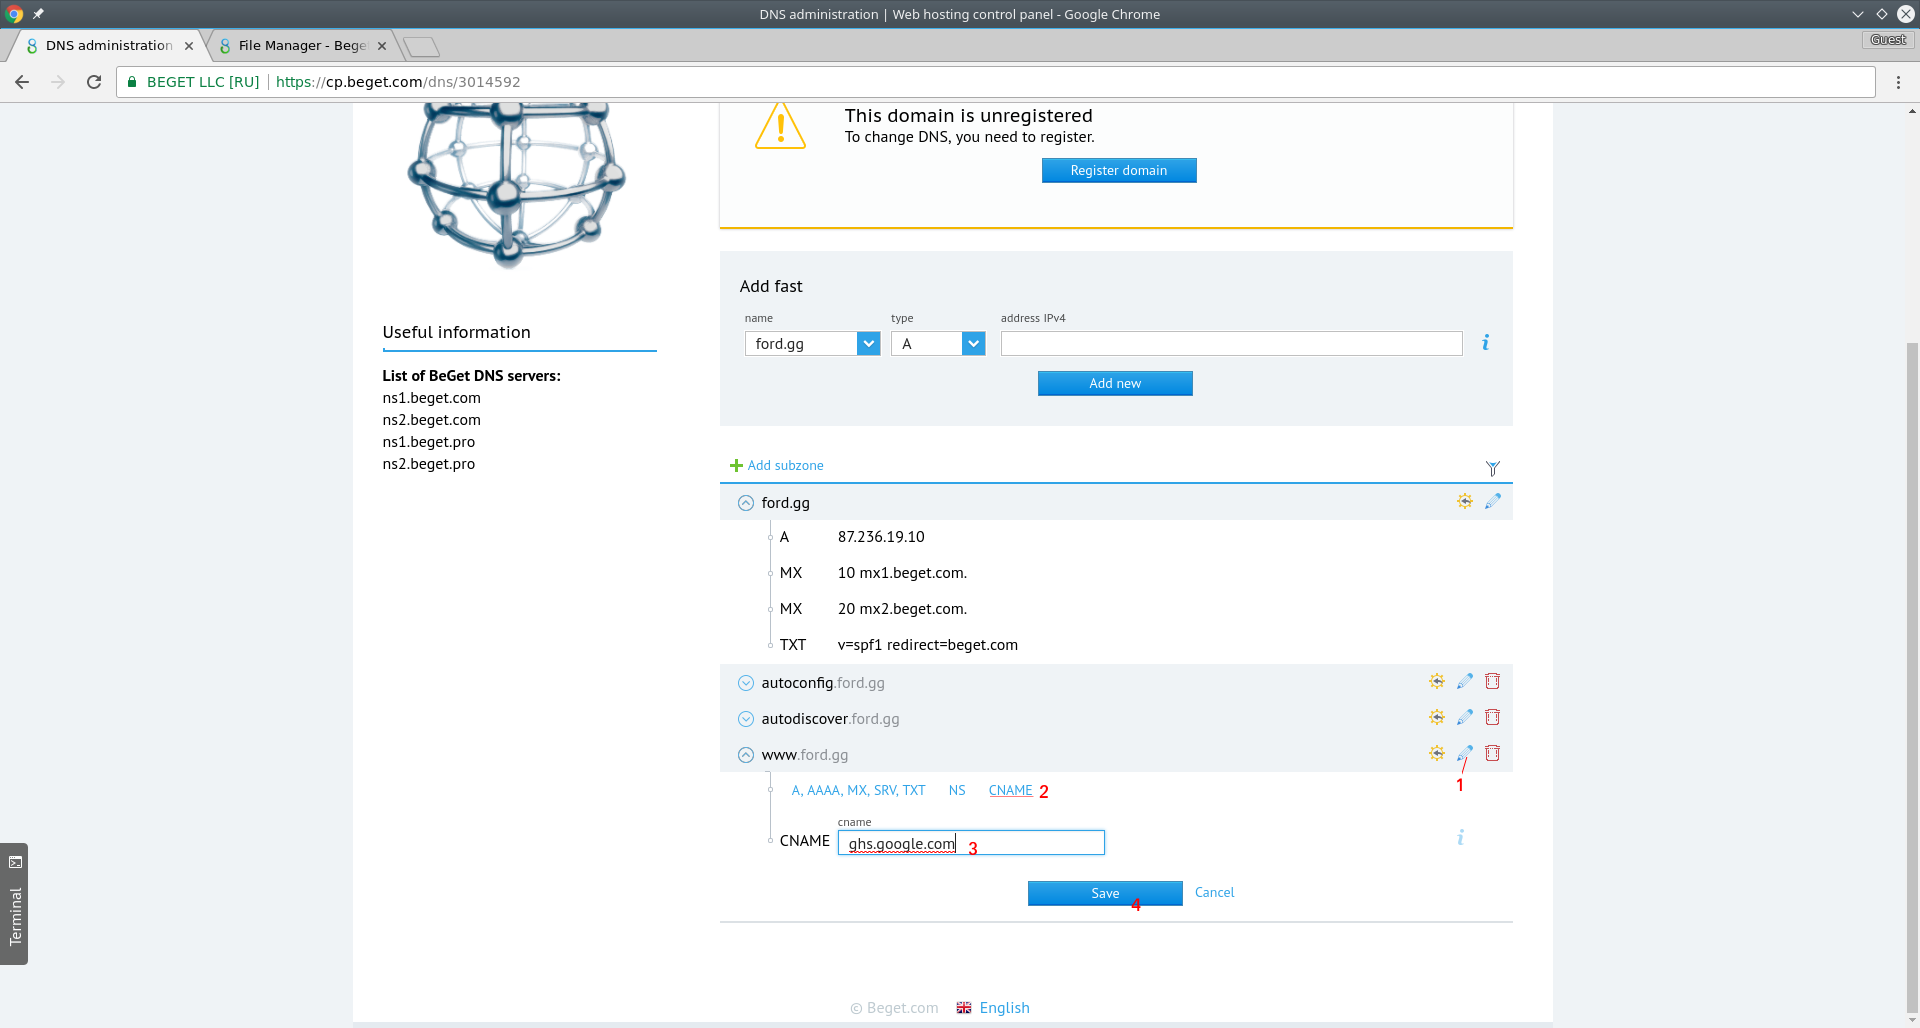 DNS administration | Web hosting control panel - Google Chrome
DNS administration
File Manager - Bege
Guest
BEGET LLC [RU] https://cp.beget.com/dns/3014592
This domain is unregistered
To change DNS, you need to register.
Register domain
Add fast
name type address IPv4
ford.gg A i
Add new
Useful information
List of BeGet DNS servers:
ns1.beget.com
ns2.beget.com
ns1.beget.pro
ns2.beget.pro
Add subzone
ford.gg
A 87.236.19.10
MX 10 mx1.beget.com.
MX 20 mx2.beget.com.
TXT v=spf1 redirect=beget.com
autoconfig.ford.gg
autodiscover.ford.gg
www.ford.gg
1
A, AAAA, MX, SRV, TXT NS CNAME 2
cname
CNAME ghs.google.com 3 i
Save 4 Cancel
Terminal
© Beget.com English